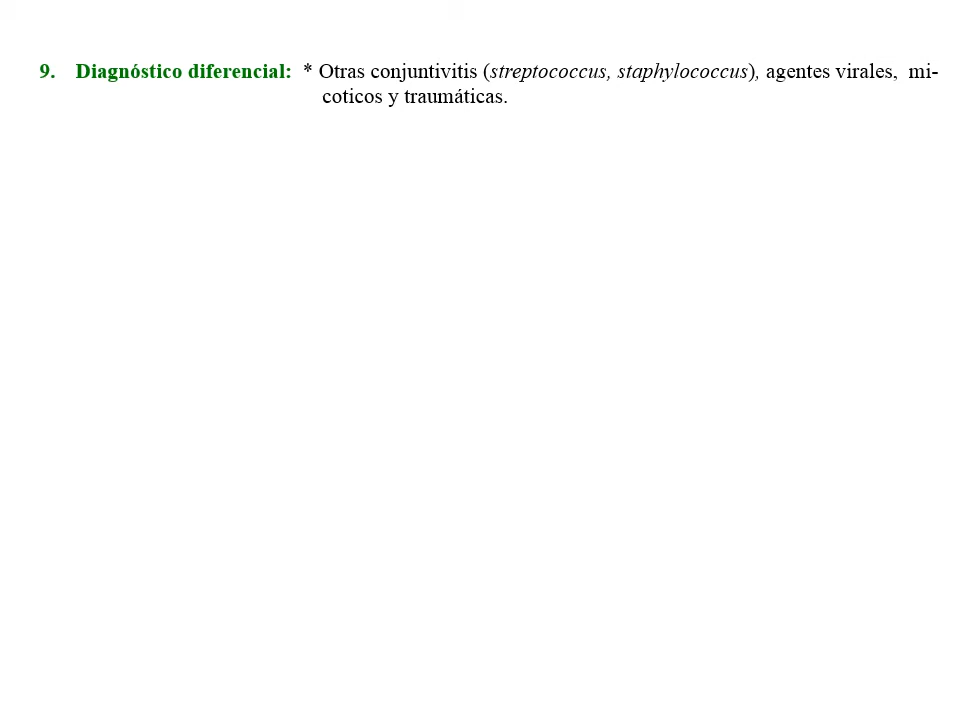 9. Diagnóstico diferencial: * Otras conjuntivitis (streptococcus, staphylococcus), agentes virales, mi-
coticos y traumáticas.